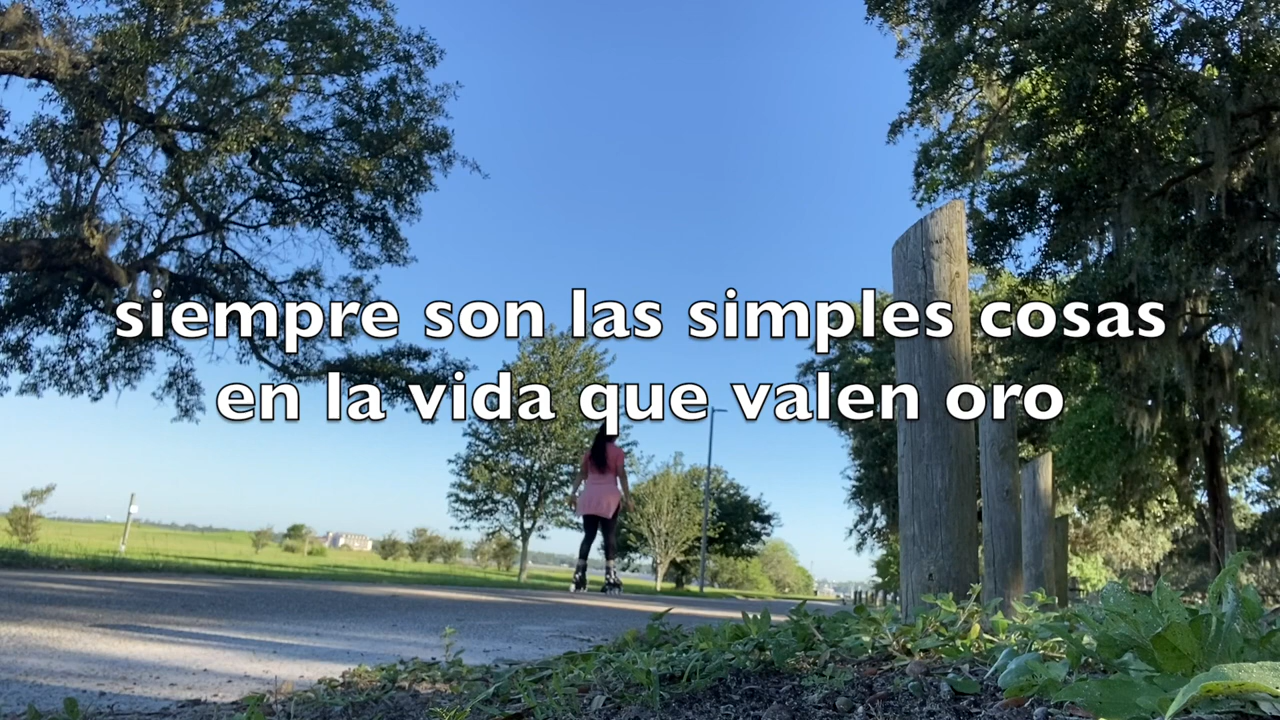 siempre son las simples cosas
en la vida que valen oro